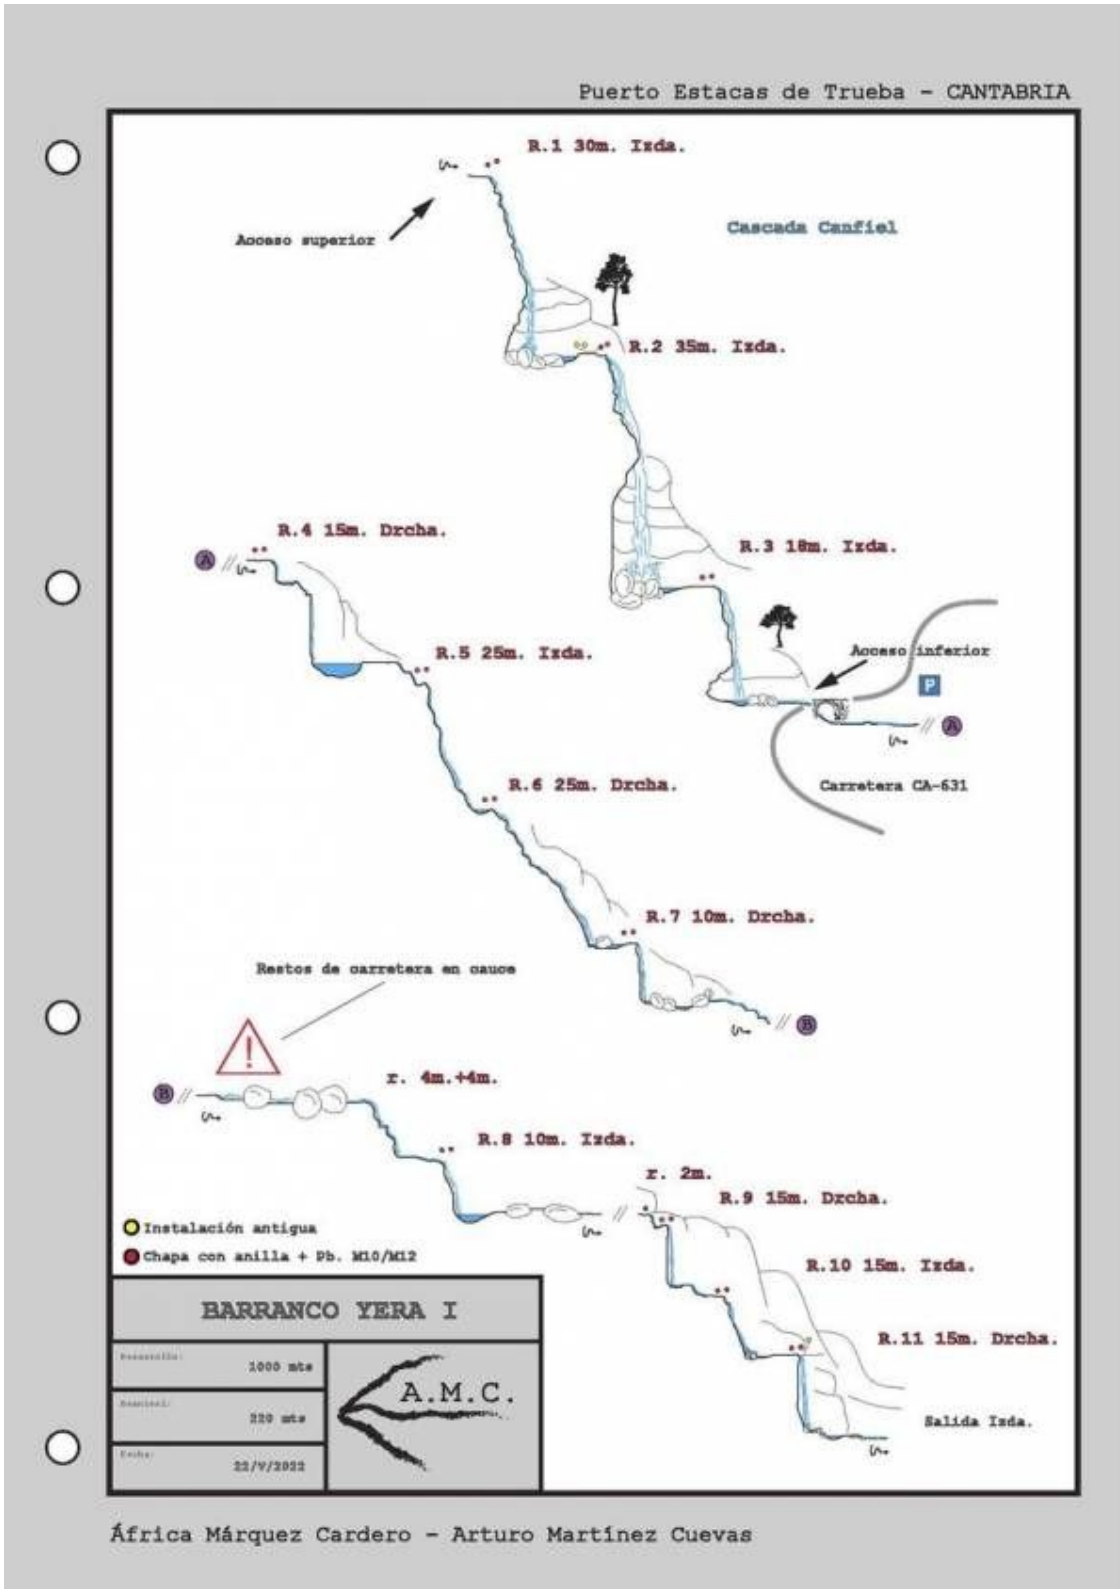 Puerto Estacas de Trueba - CANTABRIA
R.1 30m. Izda.
Acceso superior
Cascada Canfiel
R.2 35m. Izda.
R.3 18m. Izda.
R.4 15m. Drcha.
A
R.5 25m. Izda.
Acceso inferior
P
A
R.6 25m. Drcha.
Carretera CA-631
R.7 10m. Drcha.
Restos de carretera en cauce
B
!
r. 4m.+4m.
B
R.8 10m. Izda.
r. 2m.
R.9 15m. Drcha.
Instalación antigua
Chapa con anilla + Pb. M10/M12
R.10 15m. Izda.
R.11 15m. Drcha.
Salida Izda.
BARRANCO YERA I
Desarrollo:
1000 mts
Desnivel:
220 mts
Fecha:
22/V/2022
A.M.C.
África Márquez Cardero - Arturo Martínez Cuevas